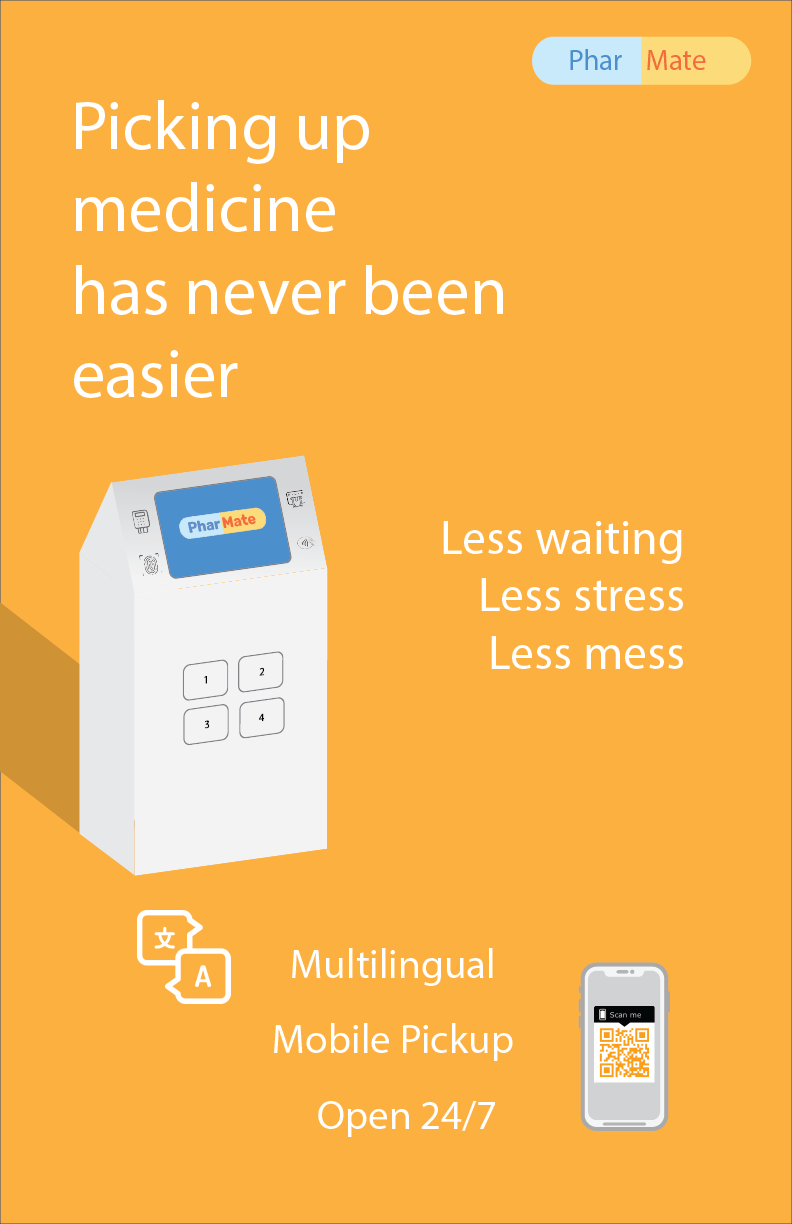 Phar Mate
Picking up
medicine
has never been
easier
PharMate
Less waiting
Less stress
Less mess
1 2
3 4
文
A
Multilingual
Mobile Pickup
Open 24/7
Scan me